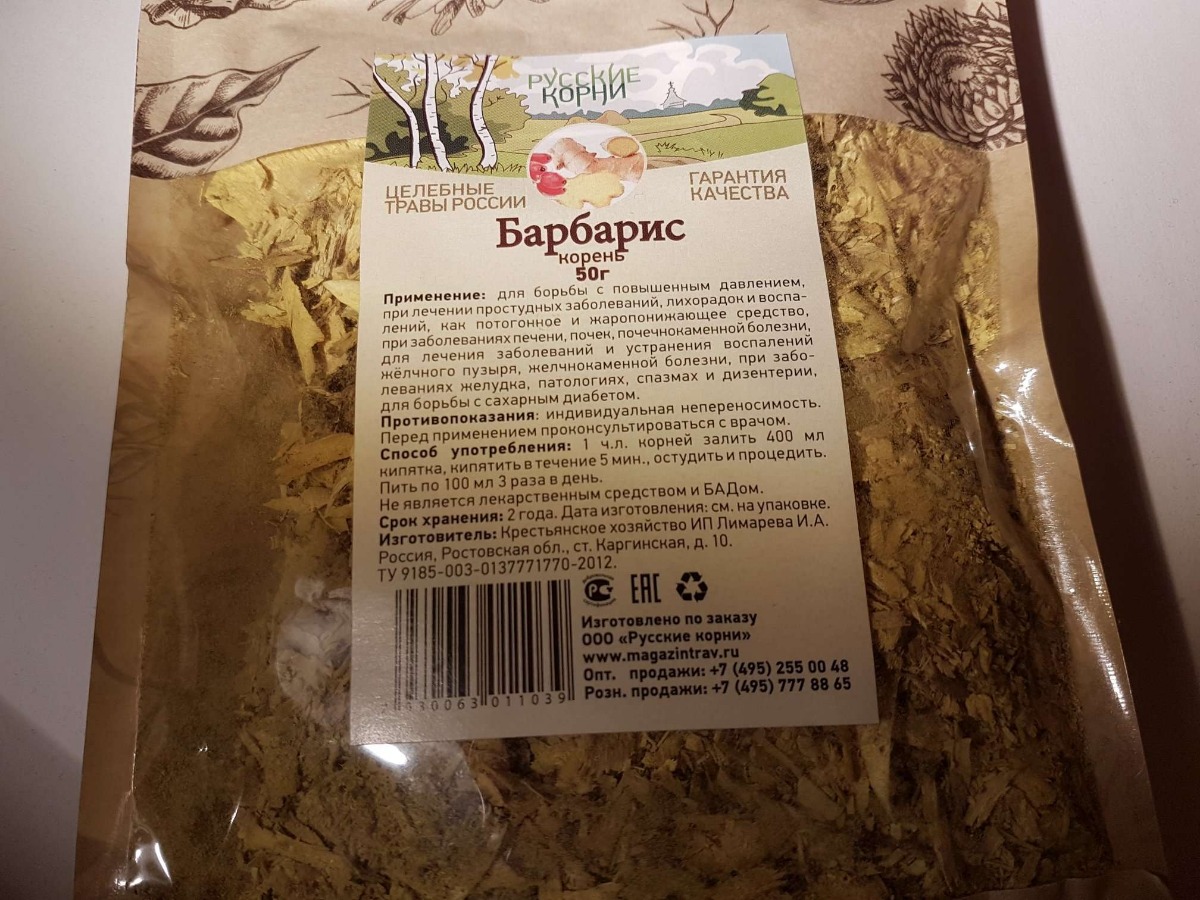 РУССКИЕ
КОРНИ
ЦЕЛЕБНЫЕ
ТРАВЫ РОССИИ
ГАРАНТИЯ
КАЧЕСТВА
Барбарис
корень
50г
Применение: для борьбы с повышенным давлением,
при лечении простудных заболеваний, лихорадок и воспа-
лений, как потогонное и жаропонижающее средство,
при заболеваниях печени, почек, почечнокаменной болезни,
для лечения заболеваний и устранения воспалений
жёлчного пузыря, желчнокаменной болезни, при забо-
леваниях желудка, патологиях, спазмах и дизентерии,
для борьбы с сахарным диабетом.
Противопоказания: индивидуальная непереносимость.
Перед применением проконсультироваться с врачом.
Способ употребления: 1 ч.л. корней залить 400 мл
кипятка, кипятить в течение 5 мин., остудить и процедить.
Пить по 100 мл 3 раза в день.
Не является лекарственным средством и БАДом.
Срок хранения: 2 года. Дата изготовления: см. на упаковке.
Изготовитель: Крестьянское хозяйство ИП Лимарева И.А.
Россия, Ростовская обл., ст. Каргинская, д. 10.
ТУ 9185-003-0137771770-2012.
РС EAC
Изготовлено по заказу
ООО «Русские корни»
www.magazintrav.ru
Опт. продажи: +7 (495) 255 00 48
Розн. продажи: +7 (495) 777 88 65
30063 011039